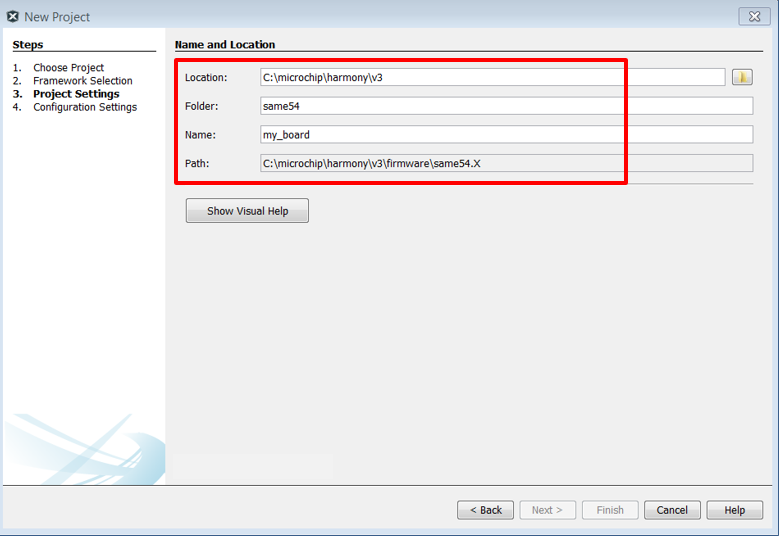 New Project
Steps
1. Choose Project
2. Framework Selection
3. Project Settings
4. Configuration Settings
Name and Location
Location: C:\microchip\harmony\v3
Folder: same54
Name: my_board
Path: C:\microchip\harmony\v3\firmware\same54.X
Show Visual Help
< Back Next > Finish Cancel Help